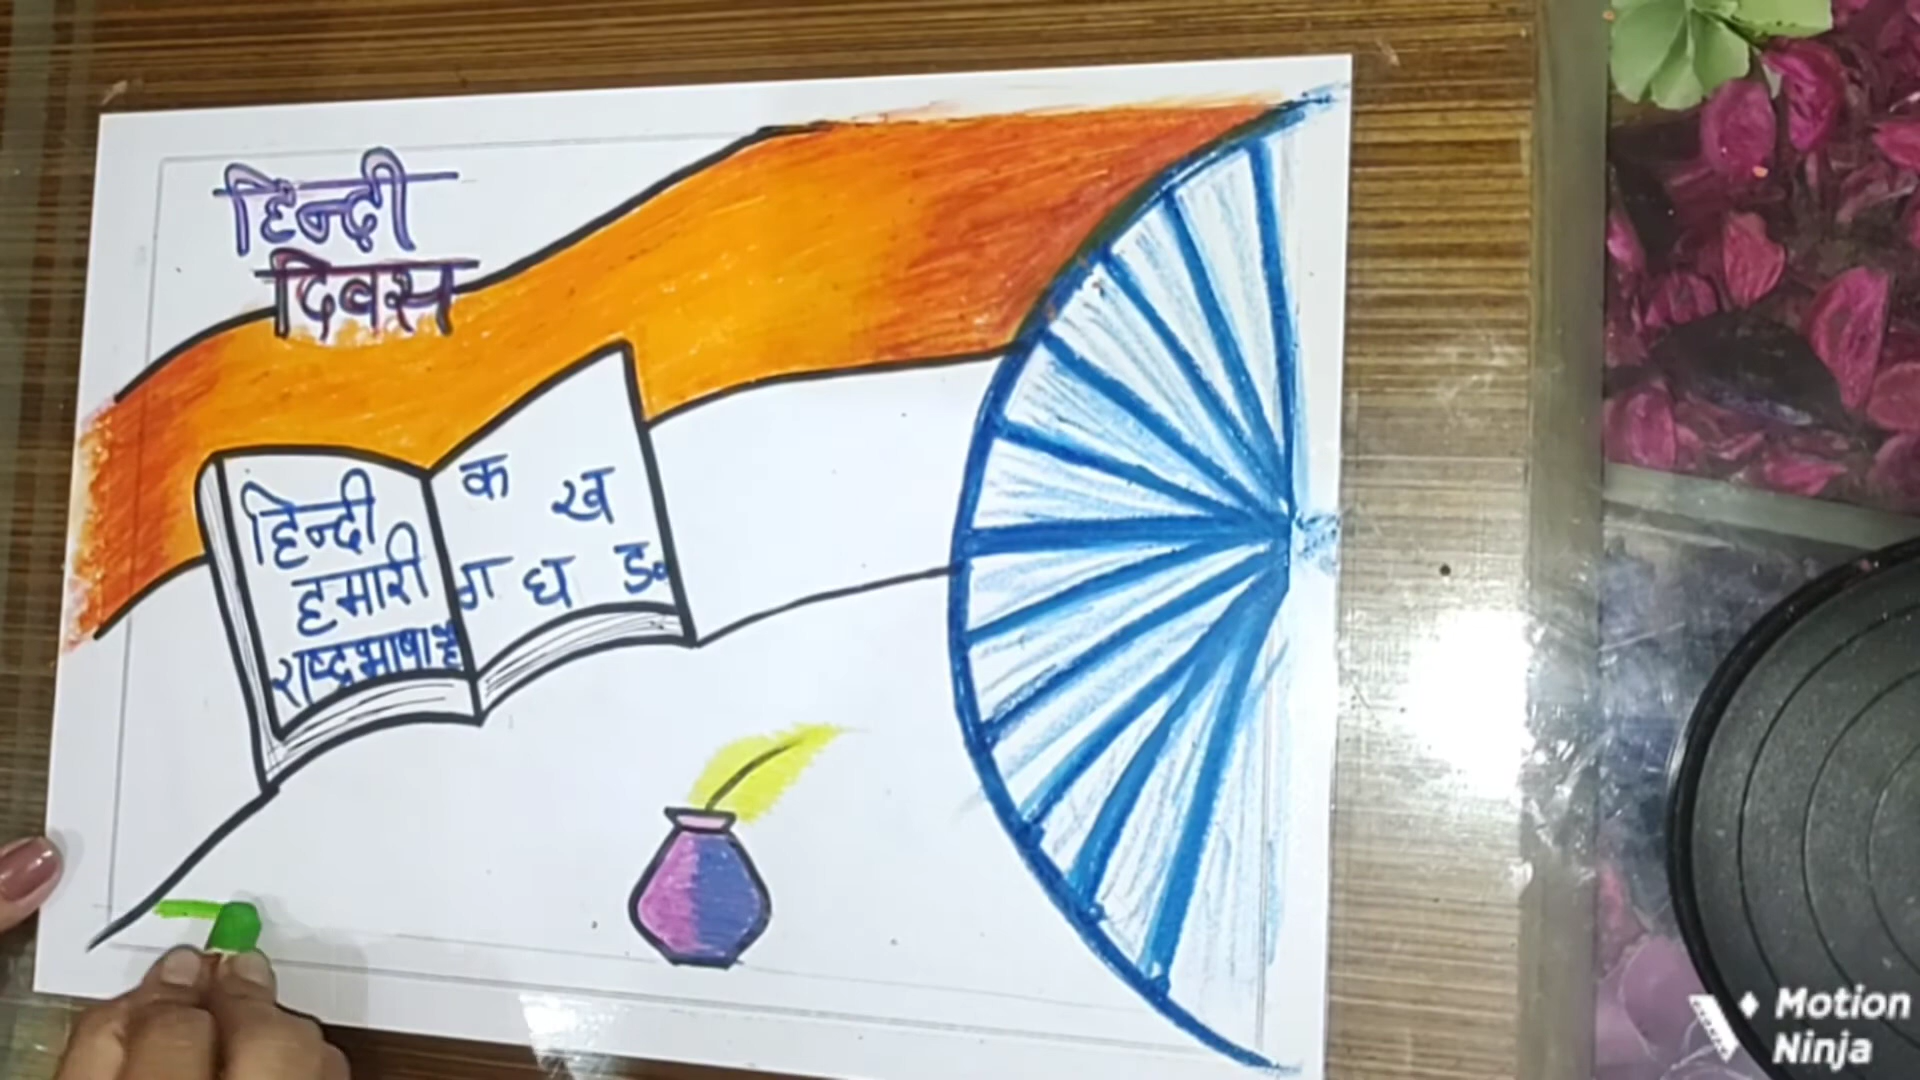 हिन्दी
दिवस
हिन्दी
हमारी
राष्ट्रभाषा है
क ख
ग घ ड.
Motion
Ninja